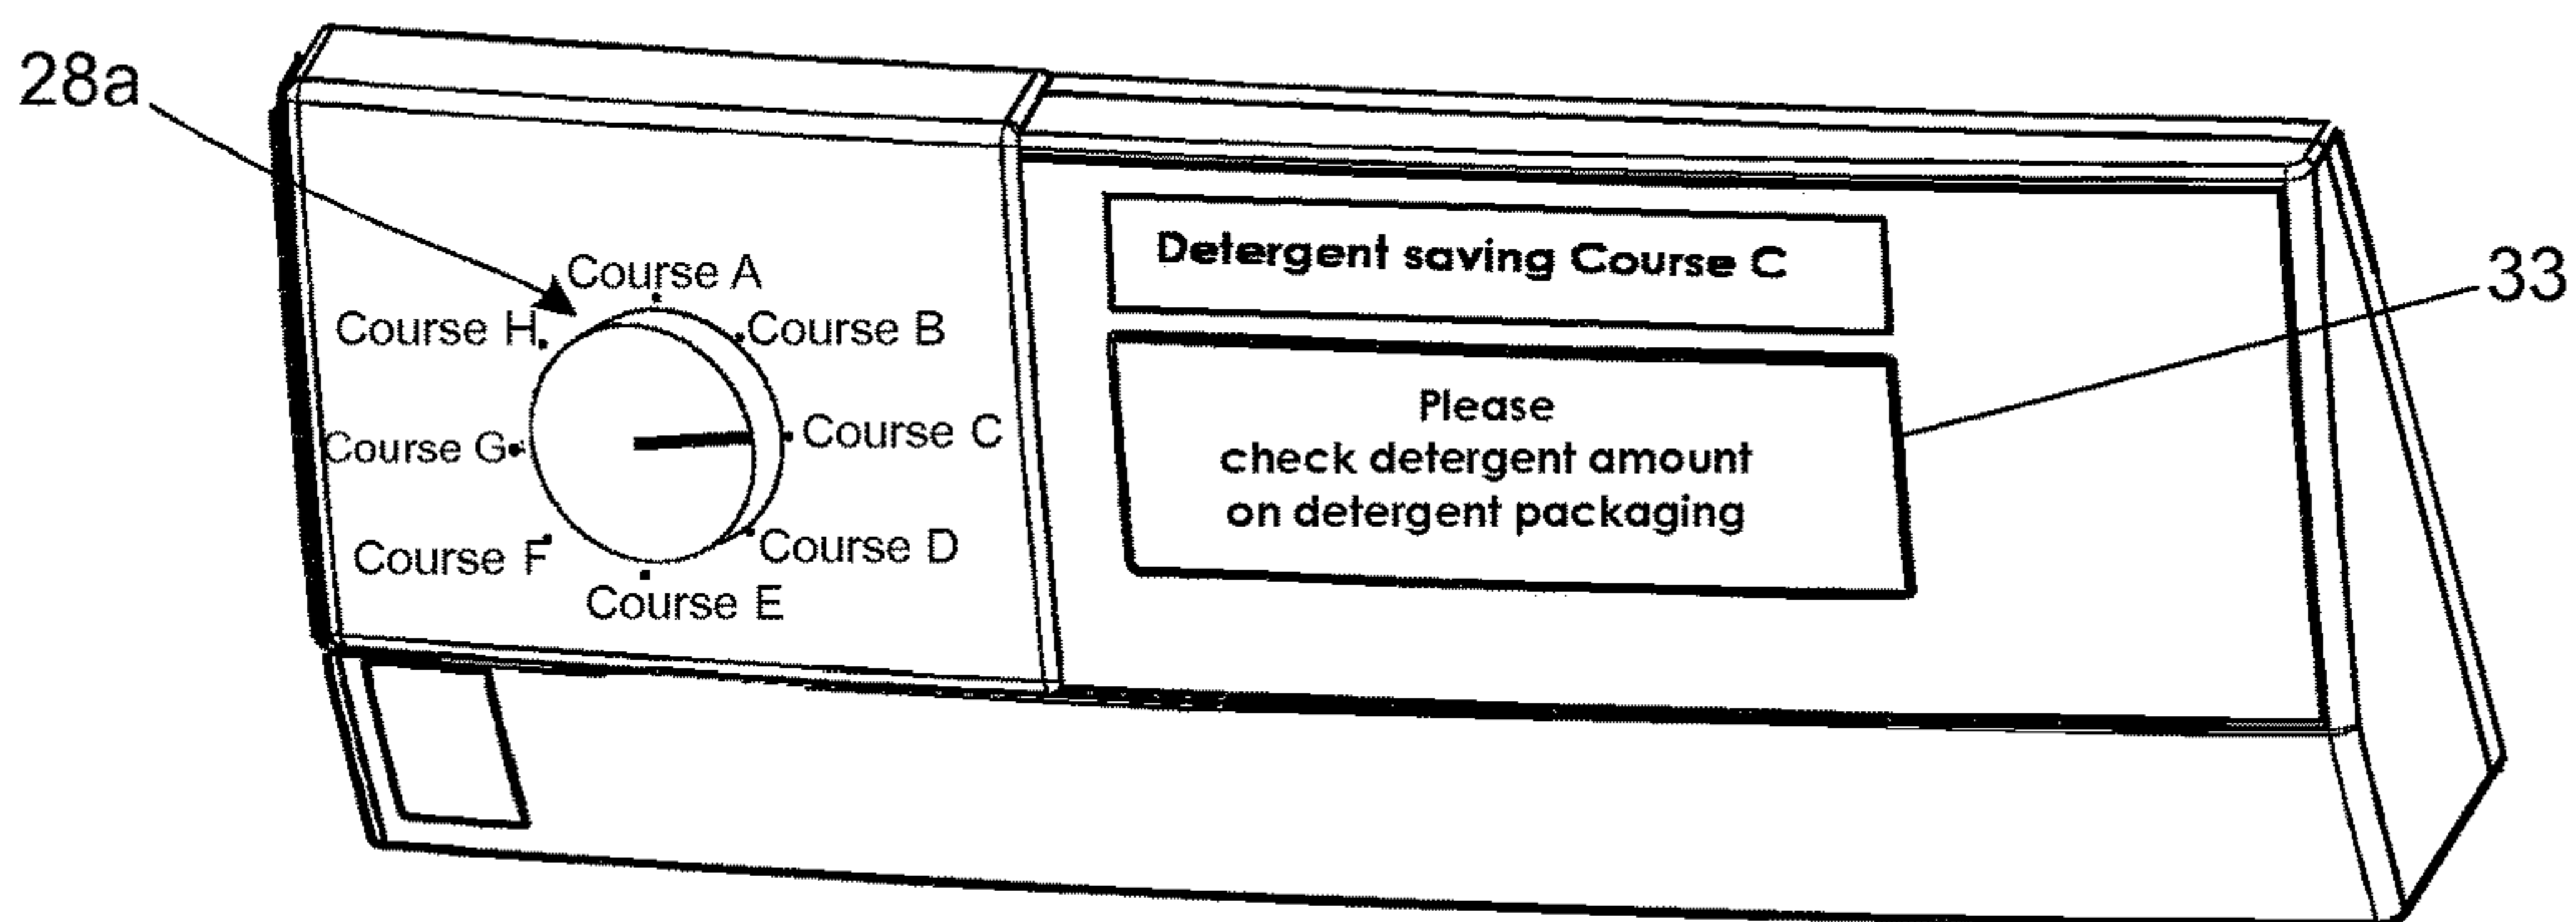 28a
Course A
Course H
Course B
Course G
Course C
Course F
Course D
Course E
Detergent saving Course C
Please
check detergent amount
on detergent packaging
33